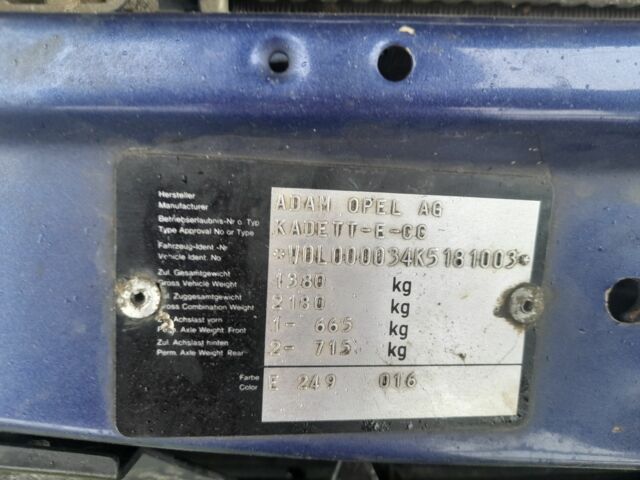 Hersteller
Manufacturer
ADAM OPEL AG
Betriebserlaubnis-Nr o Typ
Type Approval No or Type
KADETT-E-CC
Fahrzeug-Ident -Nr
Vehicle Ident. No
*W0L000034K5181003*
Zul. Gesamtgewicht
Gross Vehicle Weight
1380 kg
Zul. Zuggesamtgewicht
Gross Combination Weight
2180 kg
Achslast vorn
Perm. Axle Weight Front
1- 665 kg
Zul. Achslast hinten
Perm. Axle Weight Rear
2- 715 kg
Farbe
Color
E 249 016